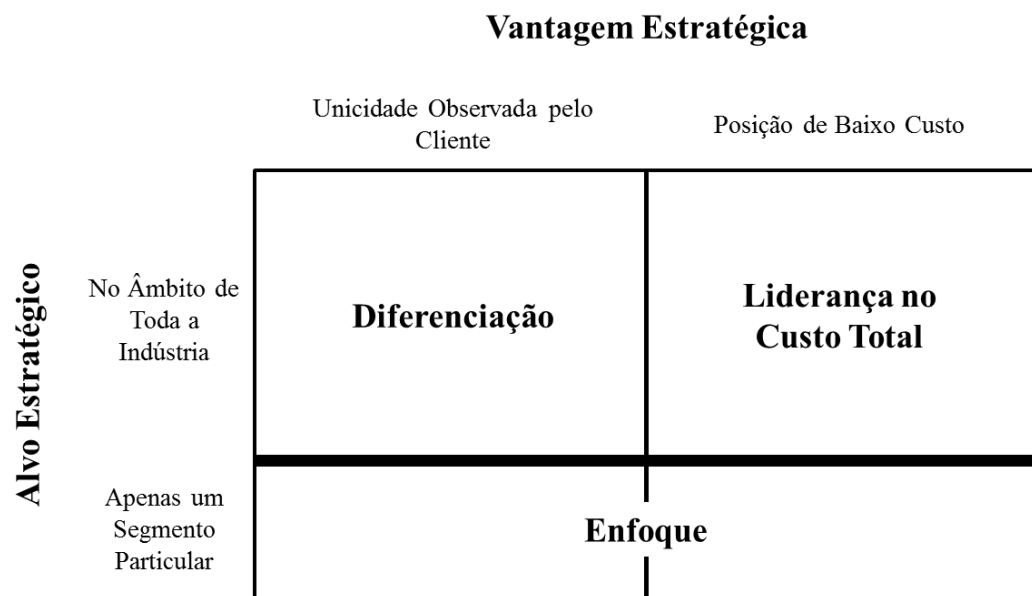 Vantagem Estratégica
Unicidade Observada pelo
Cliente
Posição de Baixo Custo
Alvo Estratégico
No Âmbito de
Toda a
Indústria
Diferenciação
Liderança no
Custo Total
Apenas um
Segmento
Particular
Enfoque